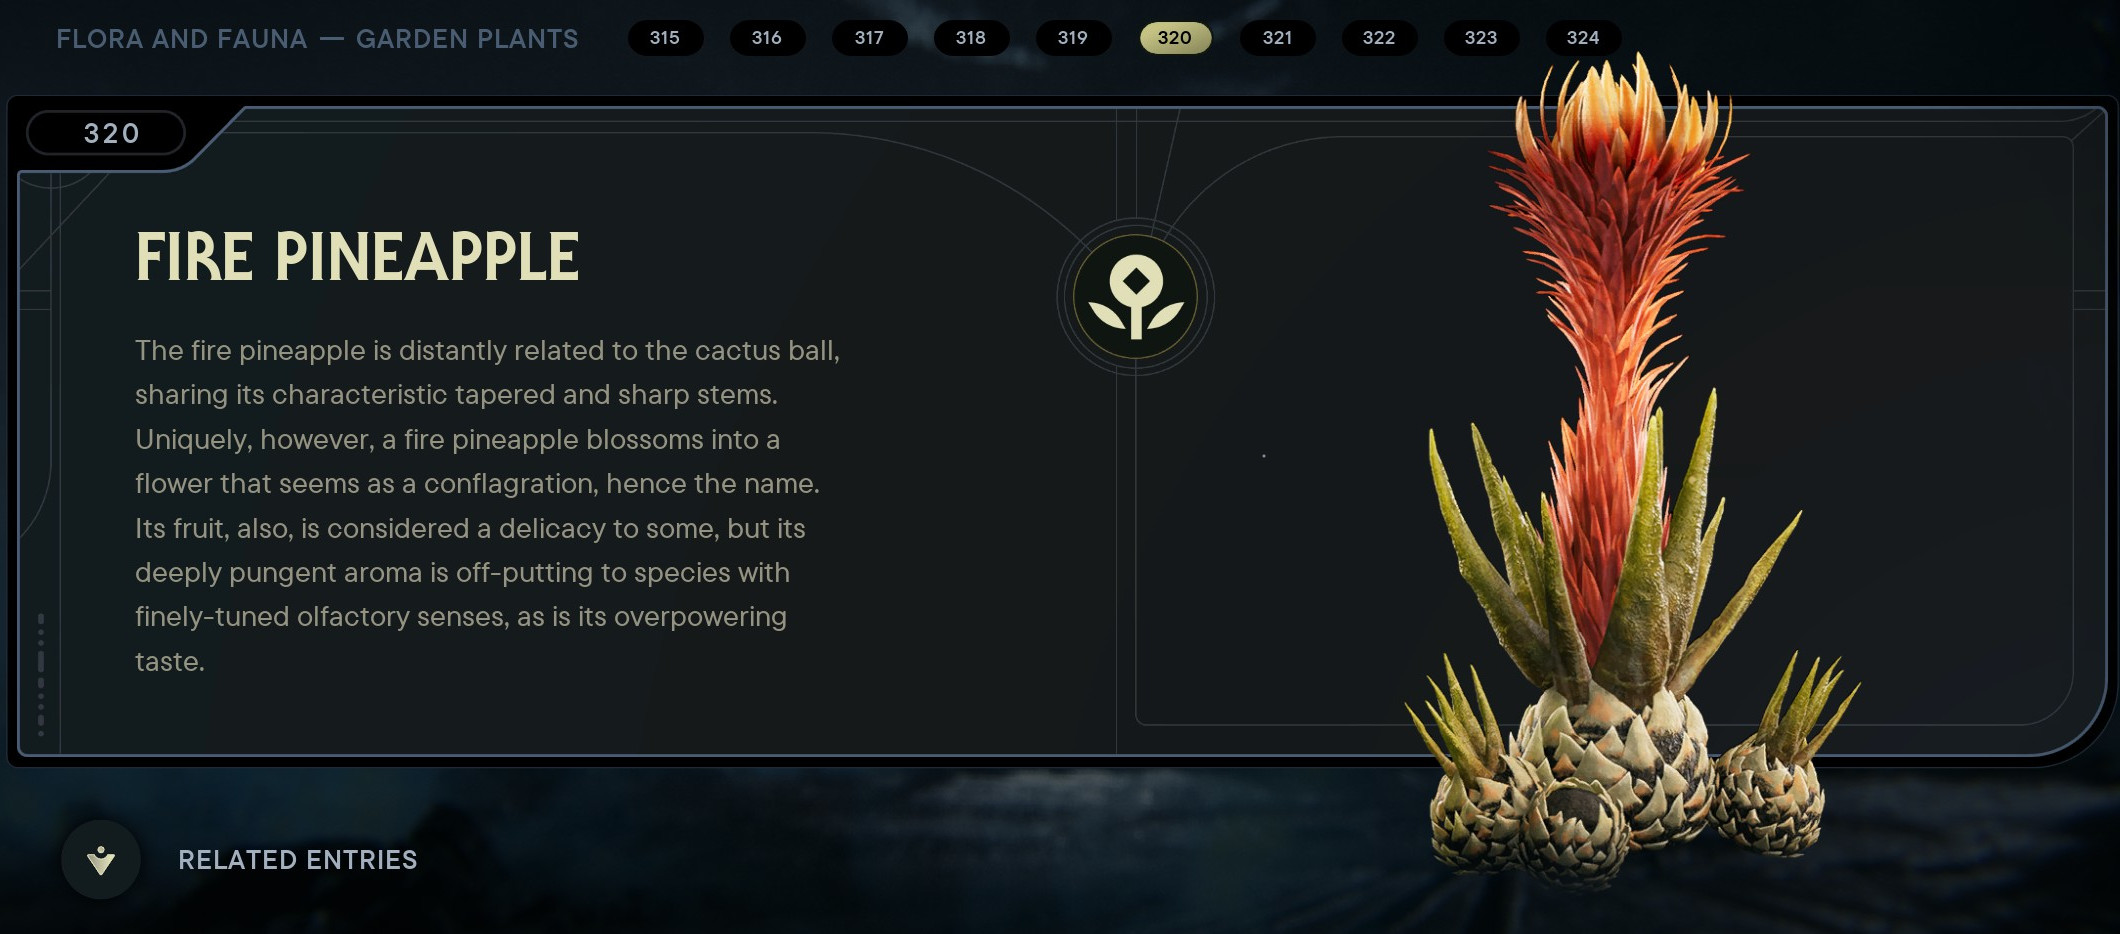 FLORA AND FAUNA — GARDEN PLANTS 315 316 317 318 319 320 321 322 323 324
320
FIRE PINEAPPLE
The fire pineapple is distantly related to the cactus ball,
sharing its characteristic tapered and sharp stems.
Uniquely, however, a fire pineapple blossoms into a
flower that seems as a conflagration, hence the name.
Its fruit, also, is considered a delicacy to some, but its
deeply pungent aroma is off-putting to species with
finely-tuned olfactory senses, as is its overpowering
taste.
RELATED ENTRIES